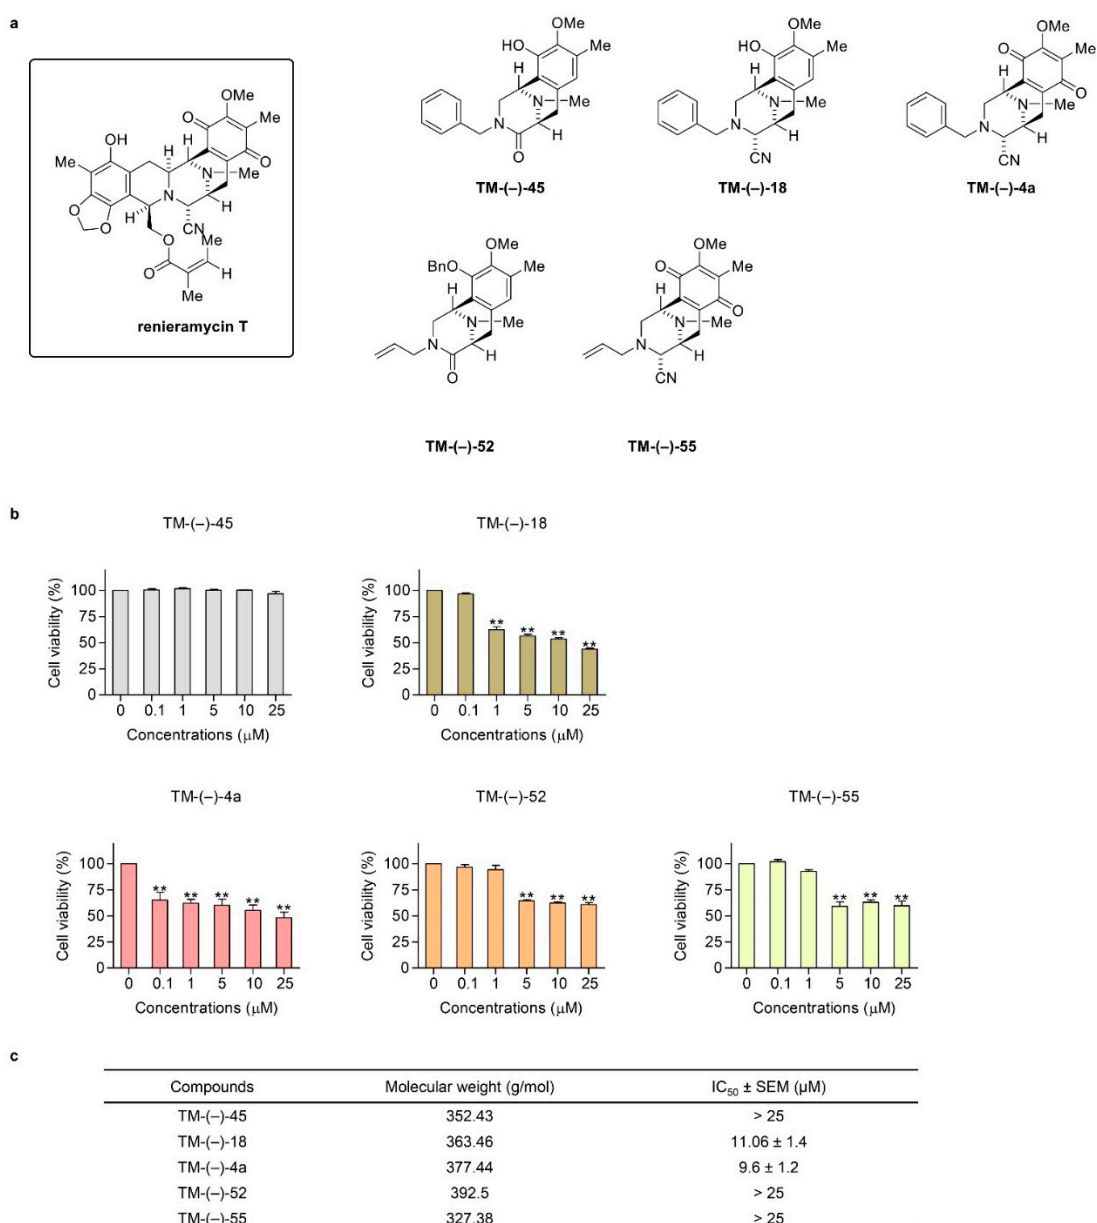 a
OMe
O
Me
OH
H
H
Me
N
Me
O
N
H
O
O
H
CN
O
Me
O
H
Me
renieramycin T
OMe
HO
Me
H
N
Me
N
H
O
TM-(–)-45
OMe
HO
Me
H
N
Me
N
H
CN
TM-(–)-18
OMe
O
Me
H
N
Me
O
N
H
CN
TM-(–)-4a
OMe
BnO
Me
H
N
Me
N
H
O
TM-(–)-52
OMe
O
Me
H
N
Me
O
N
H
CN
TM-(–)-55
b
TM-(–)-45
Cell viability (%)
100
75
50
25
0
0 0.1 1 5 10 25
Concentrations (μM)
TM-(–)-18
Cell viability (%)
100
75
50
25
0
** ** ** **
0 0.1 1 5 10 25
Concentrations (μM)
TM-(–)-4a
Cell viability (%)
100
75
50
25
0
** ** ** ** **
0 0.1 1 5 10 25
Concentrations (μM)
TM-(–)-52
Cell viability (%)
100
75
50
25
0
** ** **
0 0.1 1 5 10 25
Concentrations (μM)
TM-(–)-55
Cell viability (%)
100
75
50
25
0
** ** **
0 0.1 1 5 10 25
Concentrations (μM)
c
Compounds Molecular weight (g/mol) IC50 ± SEM (μM)
TM-(–)-45 352.43 > 25
TM-(–)-18 363.46 11.06 ± 1.4
TM-(–)-4a 377.44 9.6 ± 1.2
TM-(–)-52 392.5 > 25
TM-(–)-55 327.38 > 25